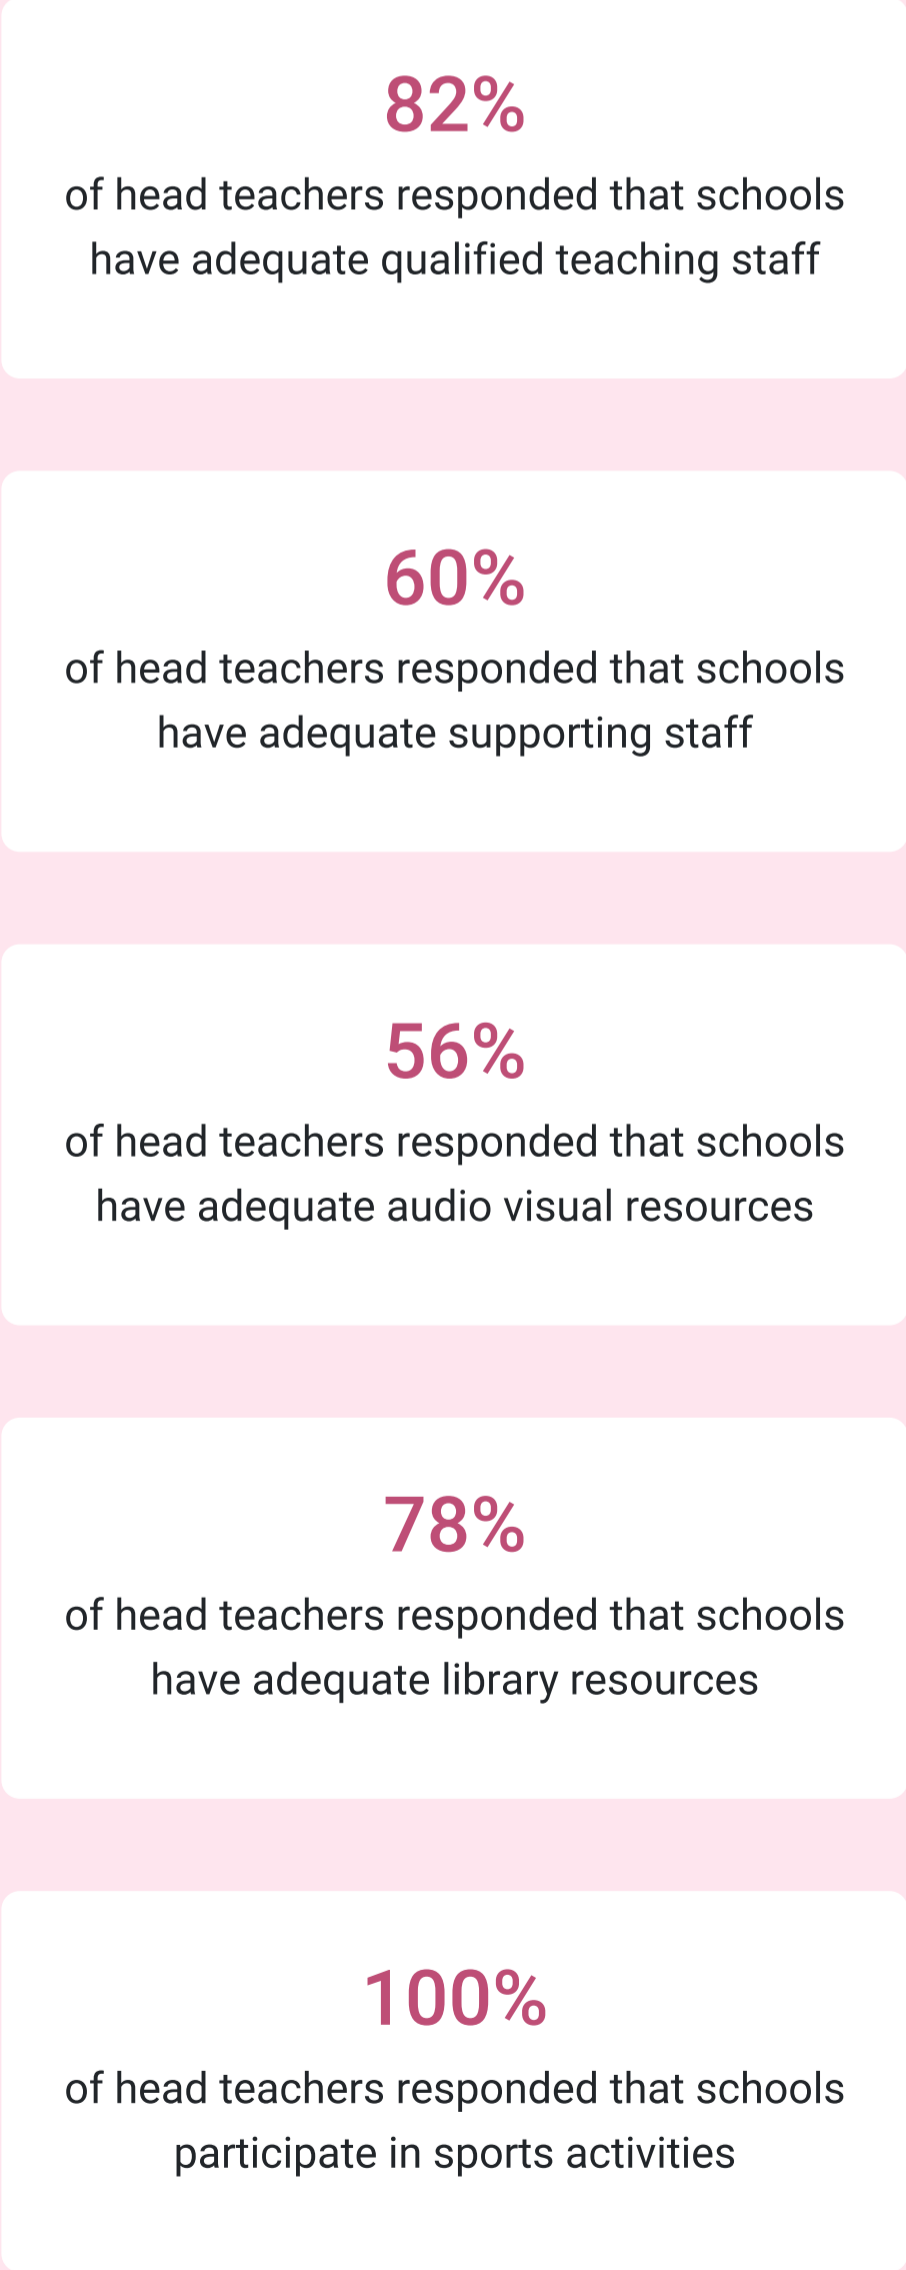 82%
of head teachers responded that schools
have adequate qualified teaching staff
60%
of head teachers responded that schools
have adequate supporting staff
56%
of head teachers responded that schools
have adequate audio visual resources
78%
of head teachers responded that schools
have adequate library resources
100%
of head teachers responded that schools
participate in sports activities